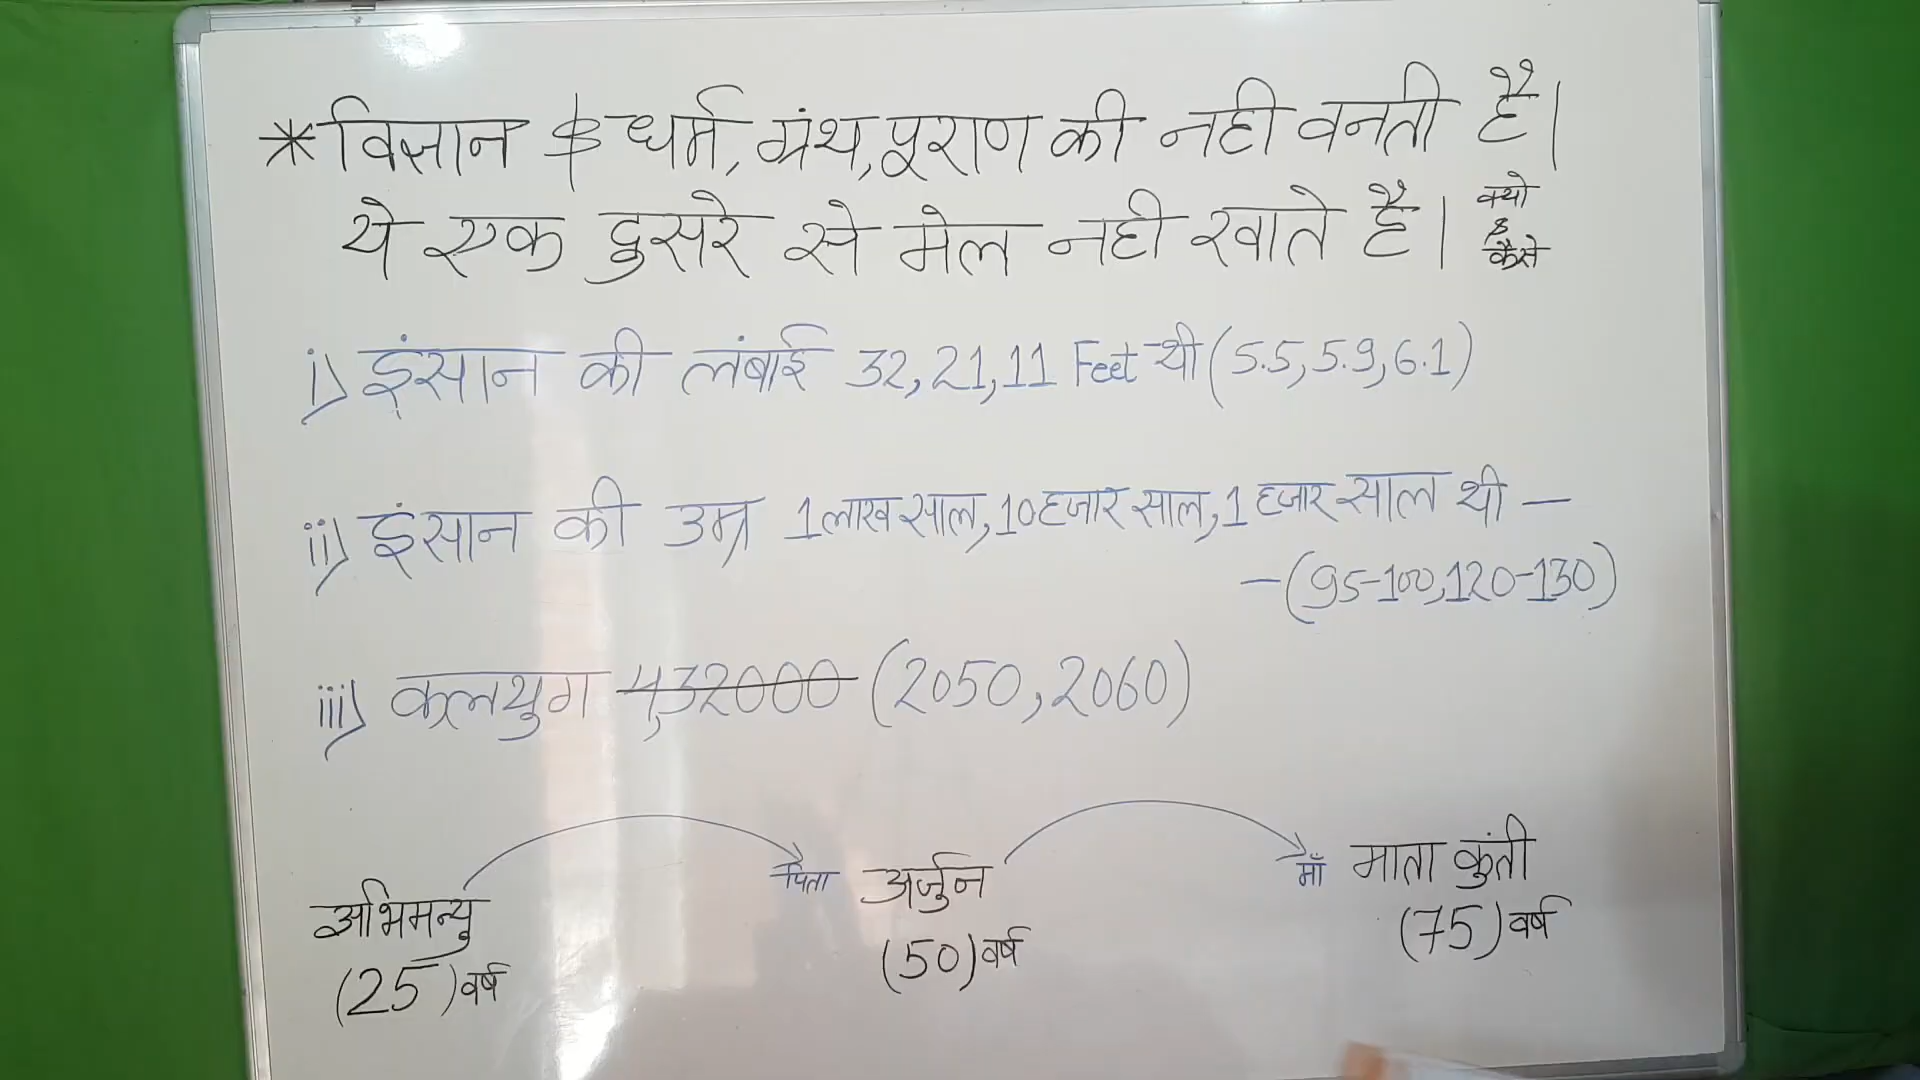 * विज्ञान & धर्म, ग्रंथ, पूराण की नही वनती है।
ये एक दुसरे से मेल नही खाते है।
क्यो
&
कैसे
i) इंसान की लंबाई 32, 21, 11 Feet थी (5.5, 5.9, 6.1)
ii) इंसान की उम्र 1 लाख साल, 10 हजार साल, 1 हजार साल थी —
— (95-100, 120-130)
iii) कलयुग 4,32000 (2050, 2060)
अभिमन्यु
(25) वर्ष
पिता
अर्जुन
(50) वर्ष
माँ
माता कुंती
(75) वर्ष